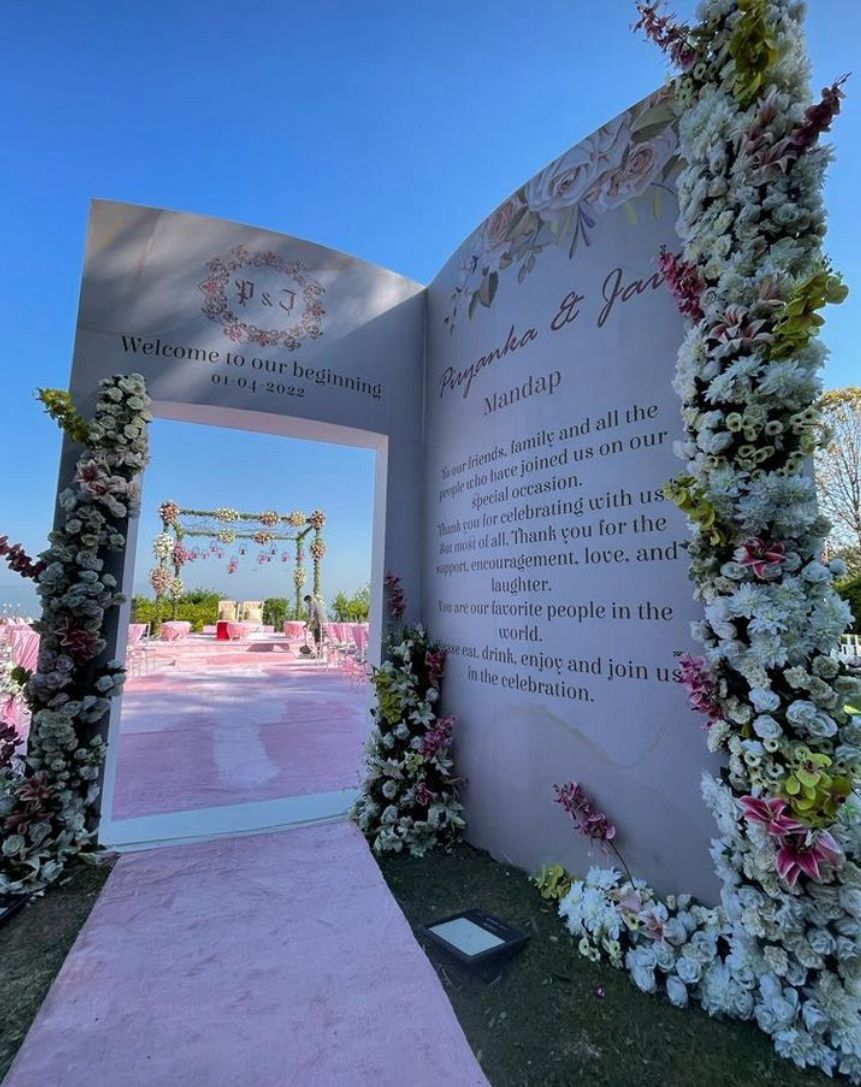 P & J
Welcome to our beginning
01-04-2022
Piryanka & Jai
Mandap
To our friends, family and all the
people who have joined us on our
special occasion.
Thank you for celebrating with us
But most of all, Thank you for the
support, encouragement, love, and
laughter.
You are our favorite people in the
world.
Please eat, drink, enjoy and join us
in the celebration.